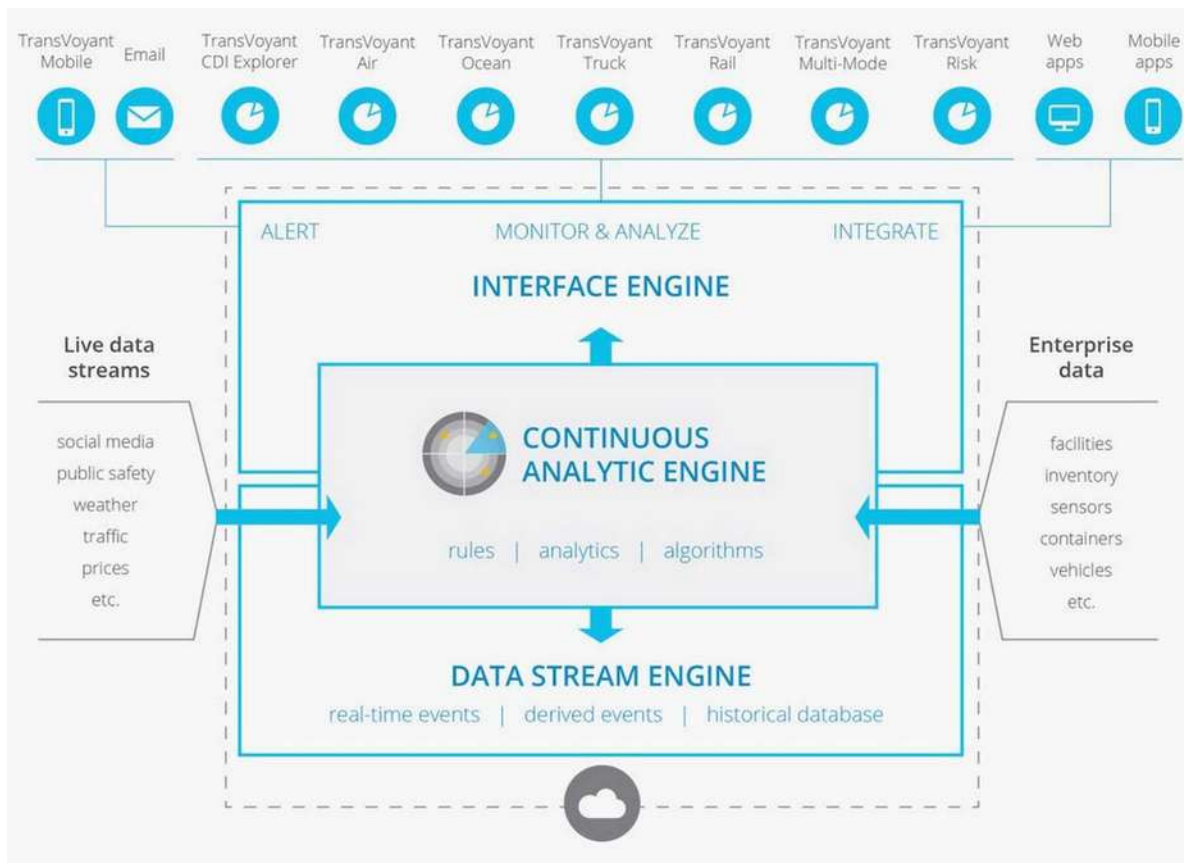 TransVoyant
Mobile
Email
TransVoyant
CDI Explorer
TransVoyant
Air
TransVoyant
Ocean
TransVoyant
Truck
TransVoyant
Rail
TransVoyant
Multi-Mode
TransVoyant
Risk
Web
apps
Mobile
apps
ALERT
MONITOR & ANALYZE
INTEGRATE
INTERFACE ENGINE
Live data
streams
social media
public safety
weather
traffic
prices
etc.
CONTINUOUS
ANALYTIC ENGINE
rules | analytics | algorithms
Enterprise
data
facilities
inventory
sensors
containers
vehicles
etc.
DATA STREAM ENGINE
real-time events | derived events | historical database